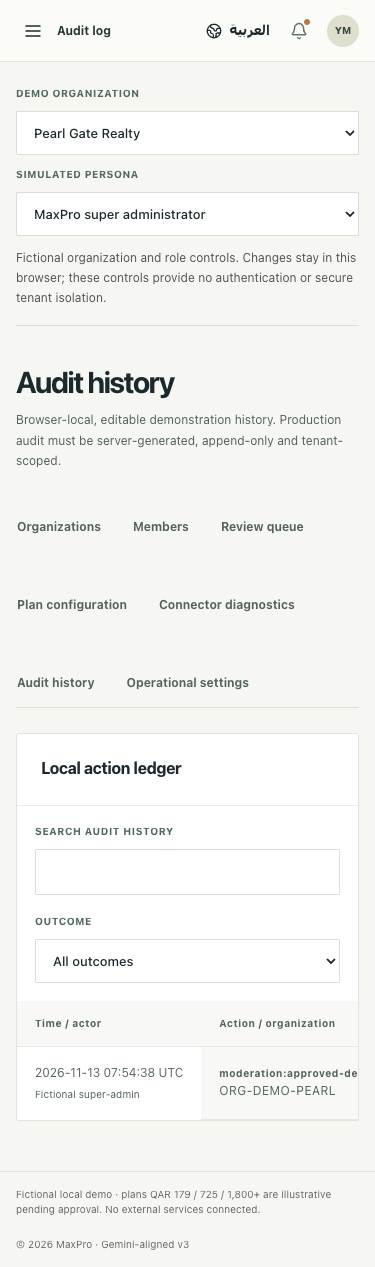 Audit log
العربية
YM
DEMO ORGANIZATION
Pearl Gate Realty
SIMULATED PERSONA
MaxPro super administrator
Fictional organization and role controls. Changes stay in this
browser; these controls provide no authentication or secure
tenant isolation.
Audit history
Browser-local, editable demonstration history. Production
audit must be server-generated, append-only and tenant-
scoped.
Organizations Members Review queue
Plan configuration Connector diagnostics
Audit history Operational settings
Local action ledger
SEARCH AUDIT HISTORY
OUTCOME
All outcomes
Time / actor Action / organization
2026-11-13 07:54:38 UTC moderation:approved-de
Fictional super-admin ORG-DEMO-PEARL
Fictional local demo · plans QAR 179 / 725 / 1,800+ are illustrative
pending approval. No external services connected.
© 2026 MaxPro · Gemini-aligned v3